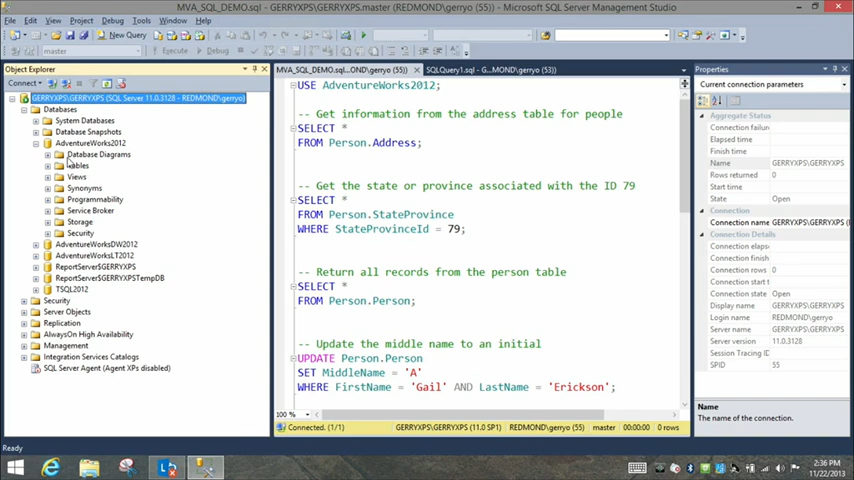 MVA_SQL_DEMO.sql - GERRYXPS\GERRYXPS.master (REDMOND\gerryo (55)) - Microsoft SQL Server Management Studio
File Edit View Project Debug Tools Window Help
New Query
master
Execute
Debug
Object Explorer
Connect
GERRYXPS\GERRYXPS (SQL Server 11.0.3128 - REDMOND\gerryo)
Databases
System Databases
Database Snapshots
AdventureWorks2012
Database Diagrams
Tables
Views
Synonyms
Programmability
Service Broker
Storage
Security
AdventureWorksDW2012
AdventureWorksLT2012
ReportServer$GERRYXPS
ReportServer$GERRYXPSTempDB
TSQL2012
Security
Server Objects
Replication
AlwaysOn High Availability
Management
Integration Services Catalogs
SQL Server Agent (Agent XPs disabled)
MVA_SQL_DEMO.s...OND\gerryo (55))
SQLQuery1.sql - G...MOND\gerryo (53))
USE AdventureWorks2012;
-- Get information from the address table for people
SELECT *
FROM Person.Address;
-- Get the state or province associated with the ID 79
SELECT *
FROM Person.StateProvince
WHERE StateProvinceId = 79;
-- Return all records from the person table
SELECT *
FROM Person.Person;
-- Update the middle name to an initial
UPDATE Person.Person
SET MiddleName = 'A'
WHERE FirstName = 'Gail' AND LastName = 'Erickson';
100 %
Connected. (1/1)
GERRYXPS\GERRYXPS (11.0 SP1)
REDMOND\gerryo (55)
master
00:00:00
0 rows
Properties
Current connection parameters
Aggregate Status
Connection failure
Elapsed time
Finish time
Name GERRYXPS\GERRYXPS
Rows returned 0
Start time
State Open
Connection
Connection name GERRYXPS\GERRYXPS (
Connection Details
Connection elaps
Connection finish
Connection rows 0
Connection start t
Connection state Open
Display name GERRYXPS\GERRYXPS
Login name REDMOND\gerryo
Server name GERRYXPS\GERRYXPS
Server version 11.0.3128
Session Tracing ID
SPID 55
Name
The name of the connection.
Ready
2:36 PM
11/22/2013